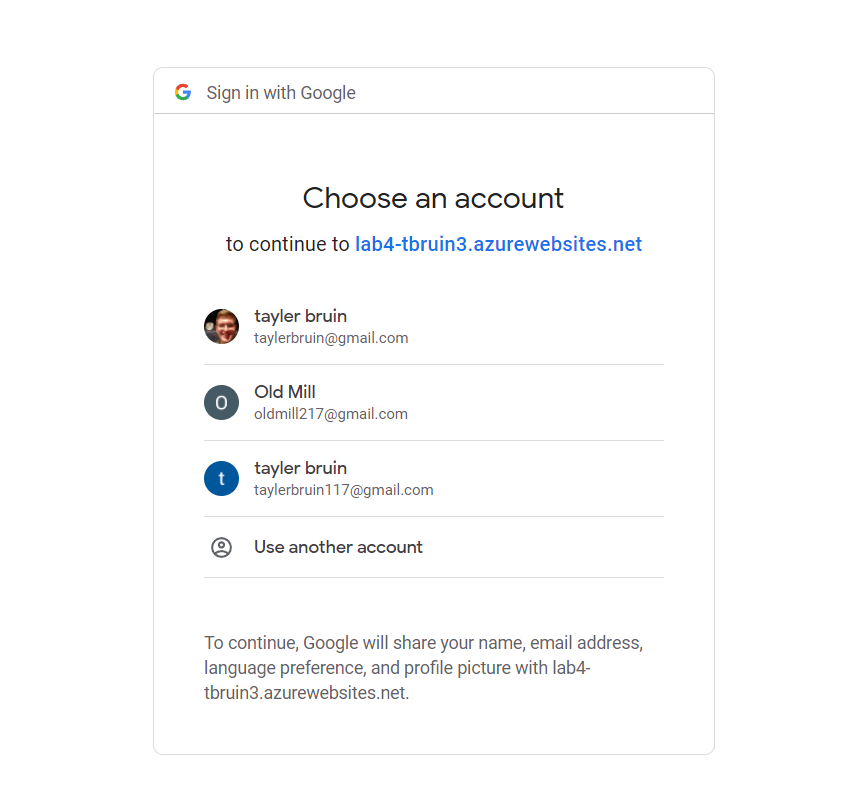 Sign in with Google
Choose an account
to continue to lab4-tbruin3.azurewebsites.net
tayler bruin
taylerbruin@gmail.com
O
Old Mill
oldmill217@gmail.com
t
tayler bruin
taylerbruin117@gmail.com
Use another account
To continue, Google will share your name, email address,
language preference, and profile picture with lab4-
tbruin3.azurewebsites.net.